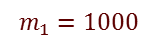 m₁ = 1000